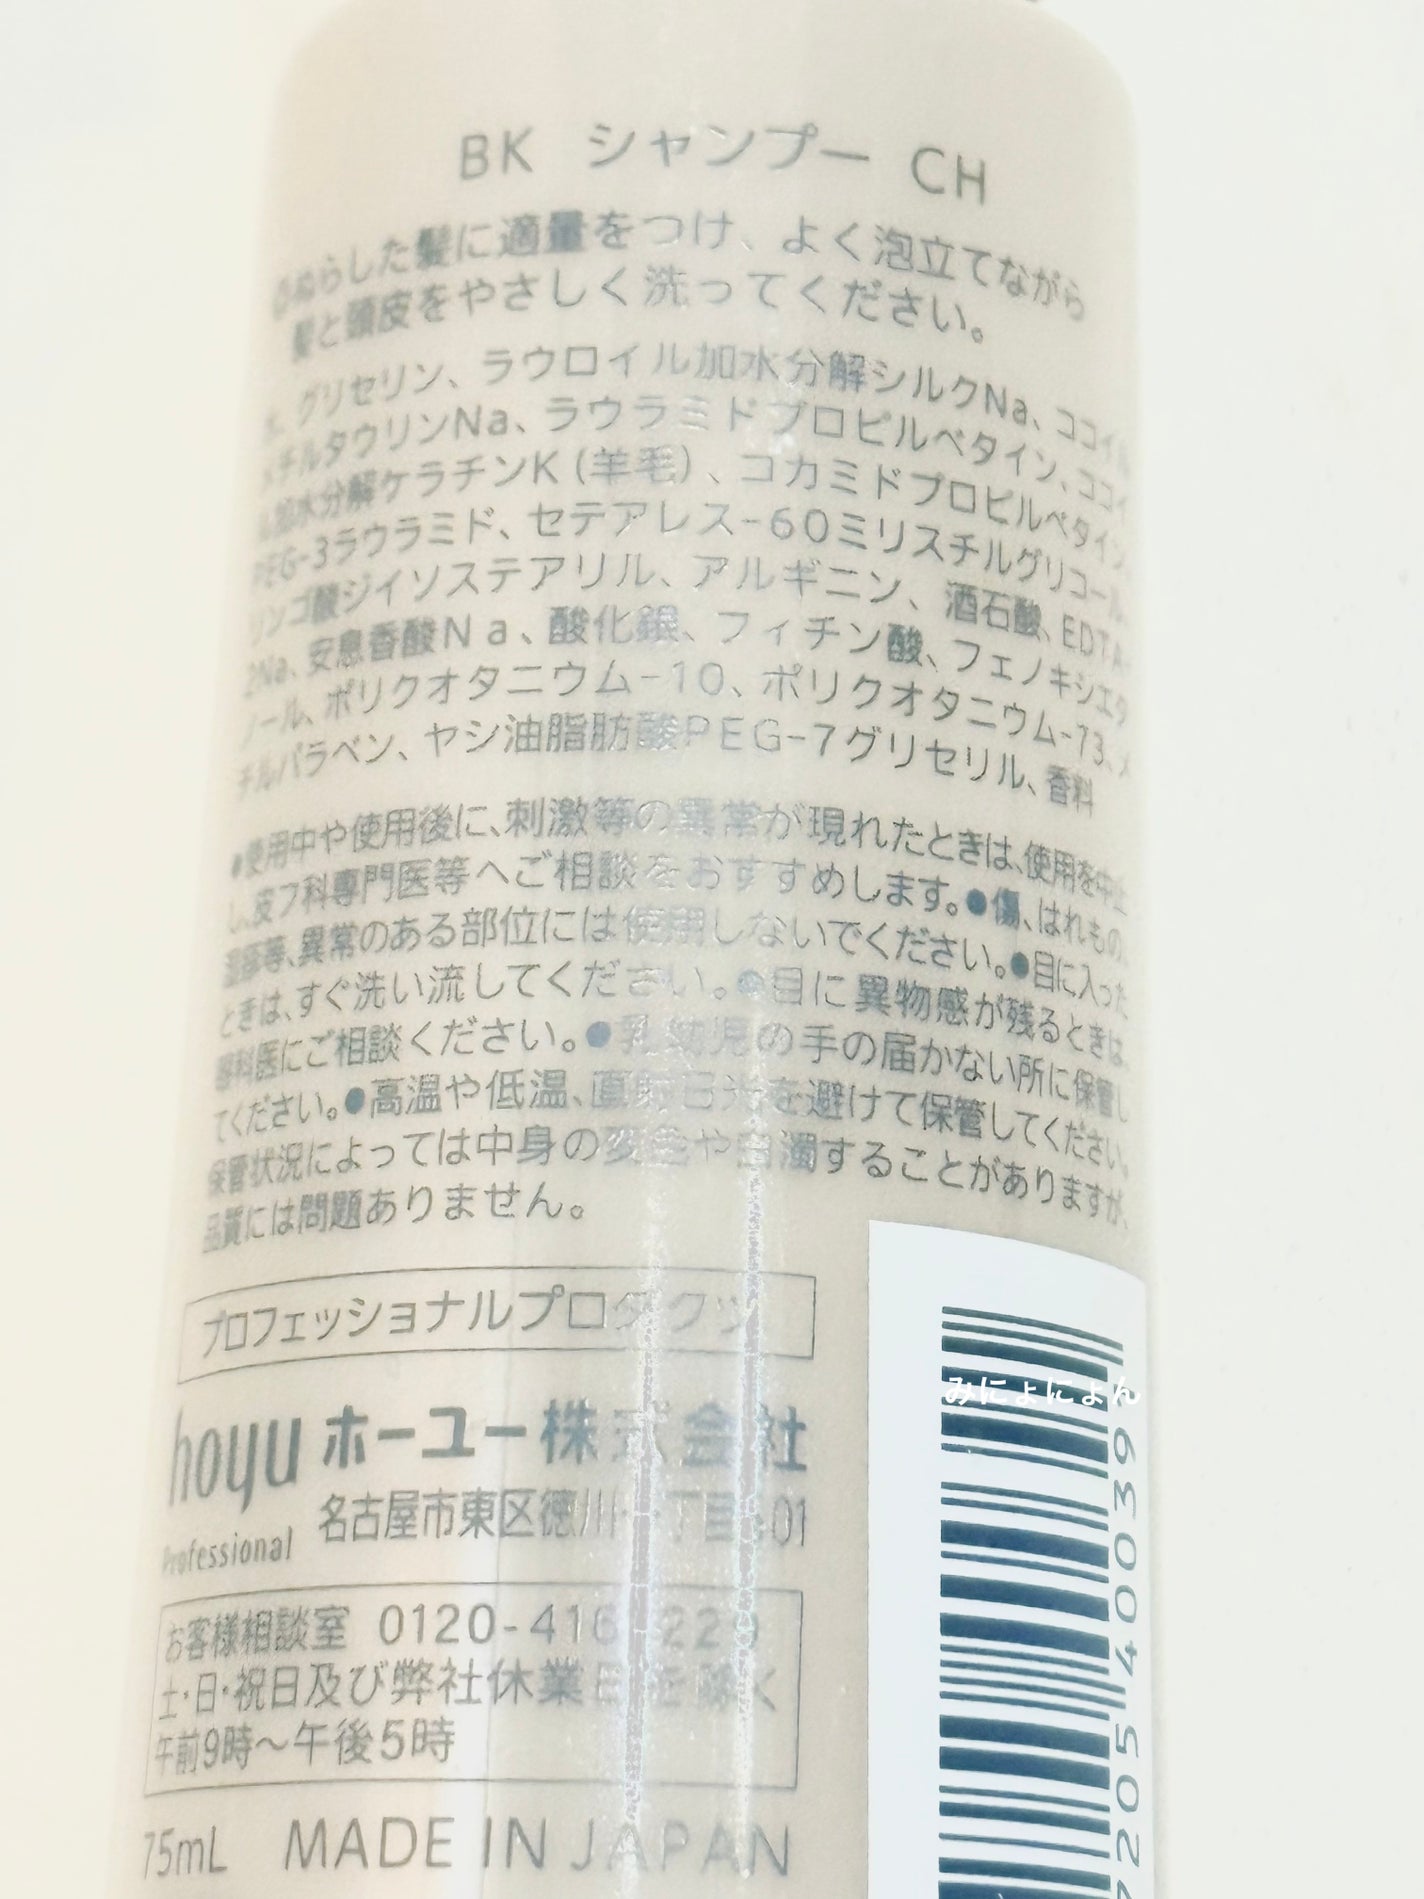 BK シャンプー CH
ぬらした髪に適量をつけ、よく泡立てながら
髪と頭皮をやさしく洗ってください。
水、グリセリン、ラウロイル加水分解シルクNa、ココイル
メチルタウリンNa、ラウラミドプロピルベタイン、ココイ
ル加水分解ケラチンK(羊毛)、コカミドプロピルベタイン、
PEG-3ラウラミド、セテアレス-60ミリスチルグリコール、
リンゴ酸ジイソステアリル、アルギニン、酒石酸、EDTA-
2Na、安息香酸Na、酸化銀、フィチン酸、フェノキシエタ
ノール、ポリクオタニウム-10、ポリクオタニウム-73、メ
チルパラベン、ヤシ油脂肪酸PEG-7グリセリル、香料
●使用中や使用後に、刺激等の異常が現れたときは、使用を中止
し、皮フ科専門医等へご相談をおすすめします。●傷、はれもの、
湿疹等、異常のある部位には使用しないでください。●目に入った
ときは、すぐ洗い流してください。●目に異物感が残るときは、
眼科医にご相談ください。●乳幼児の手の届かない所に保管し
てください。●高温や低温、直射日光を避けて保管してください。
保管状況によっては中身の変色や白濁することがありますが、
品質には問題ありません。
プロフェッショナルプロダクツ
hoyu ホーユー株式会社
Professional 名古屋市東区徳川一丁目501
お客様相談室 0120-416 229
土・日・祝日及び弊社休業日を除く
午前9時～午後5時
75mL MADE IN JAPAN
みにょにょん
7205 40039